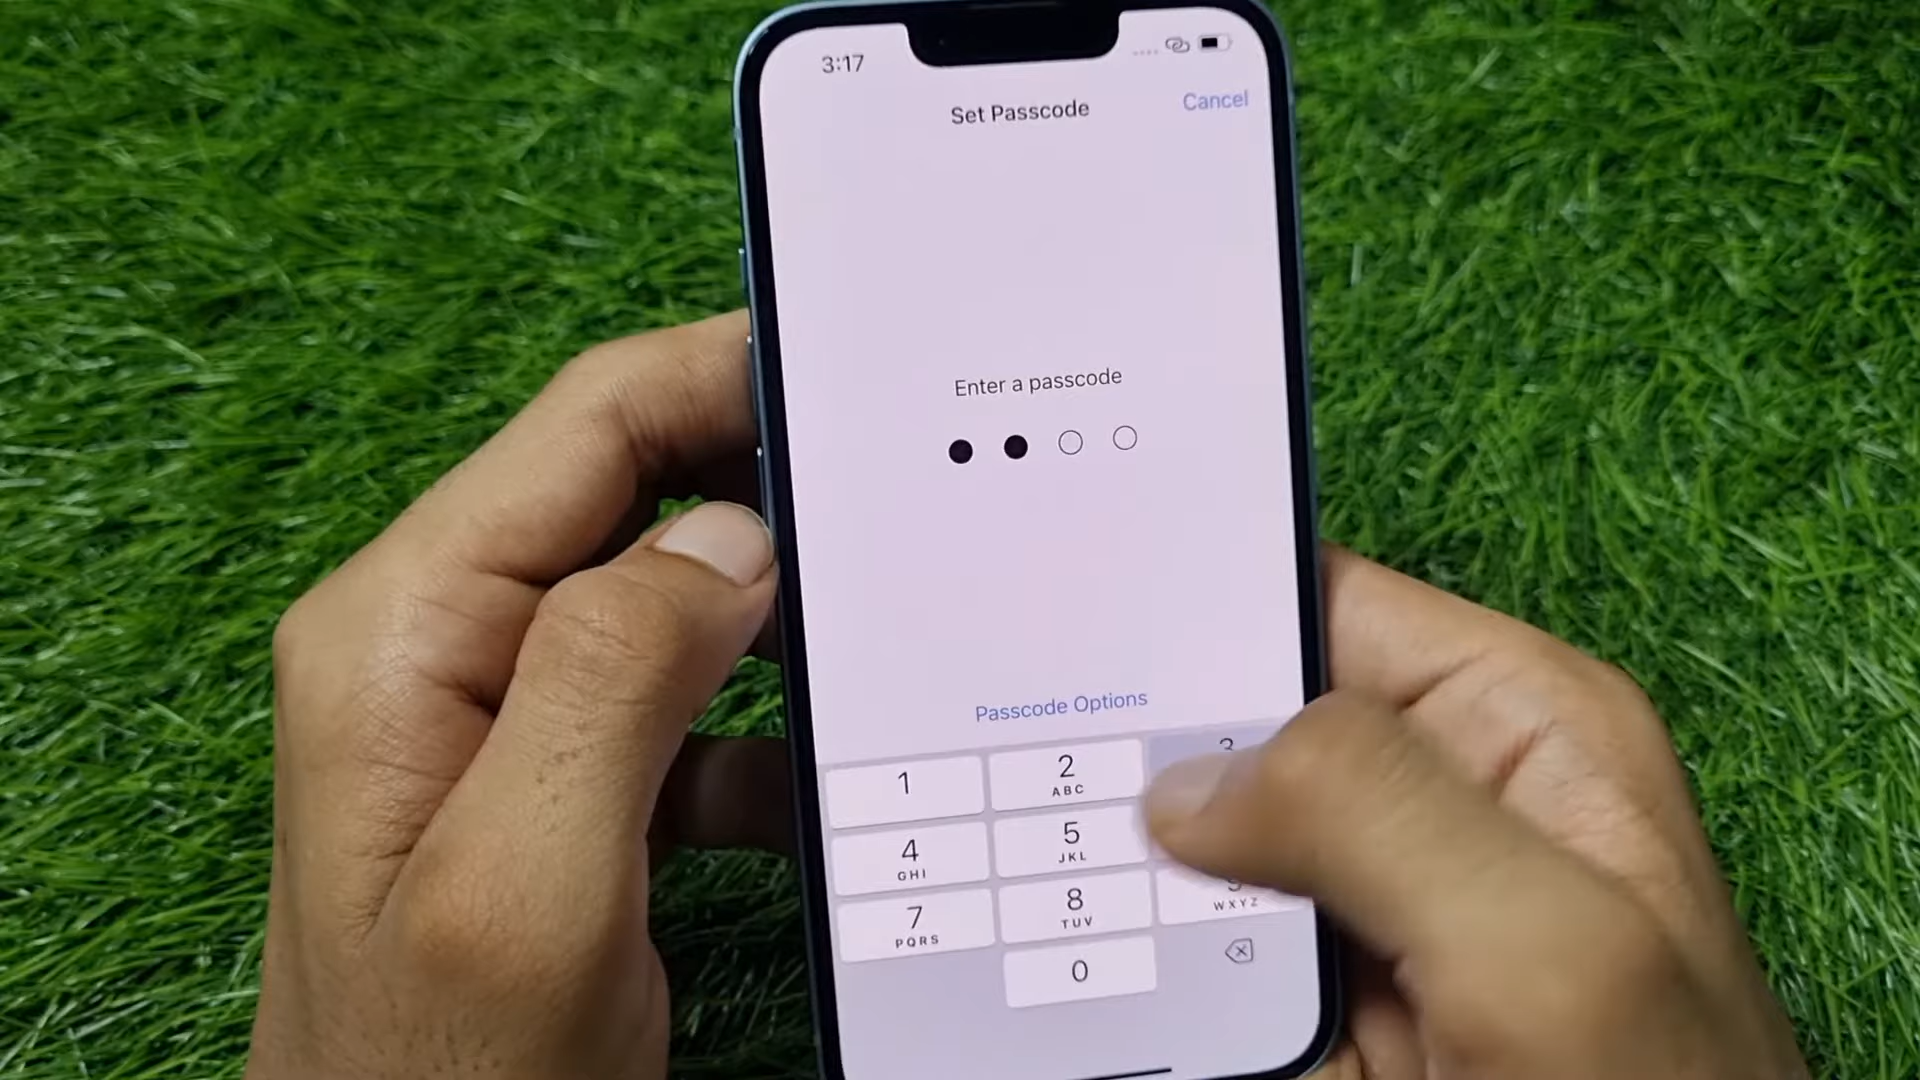 3:17
Set Passcode
Cancel
Enter a passcode
Passcode Options
1
2
ABC
3
4
GHI
5
JKL
7
PQRS
8
TUV
9
WXYZ
0